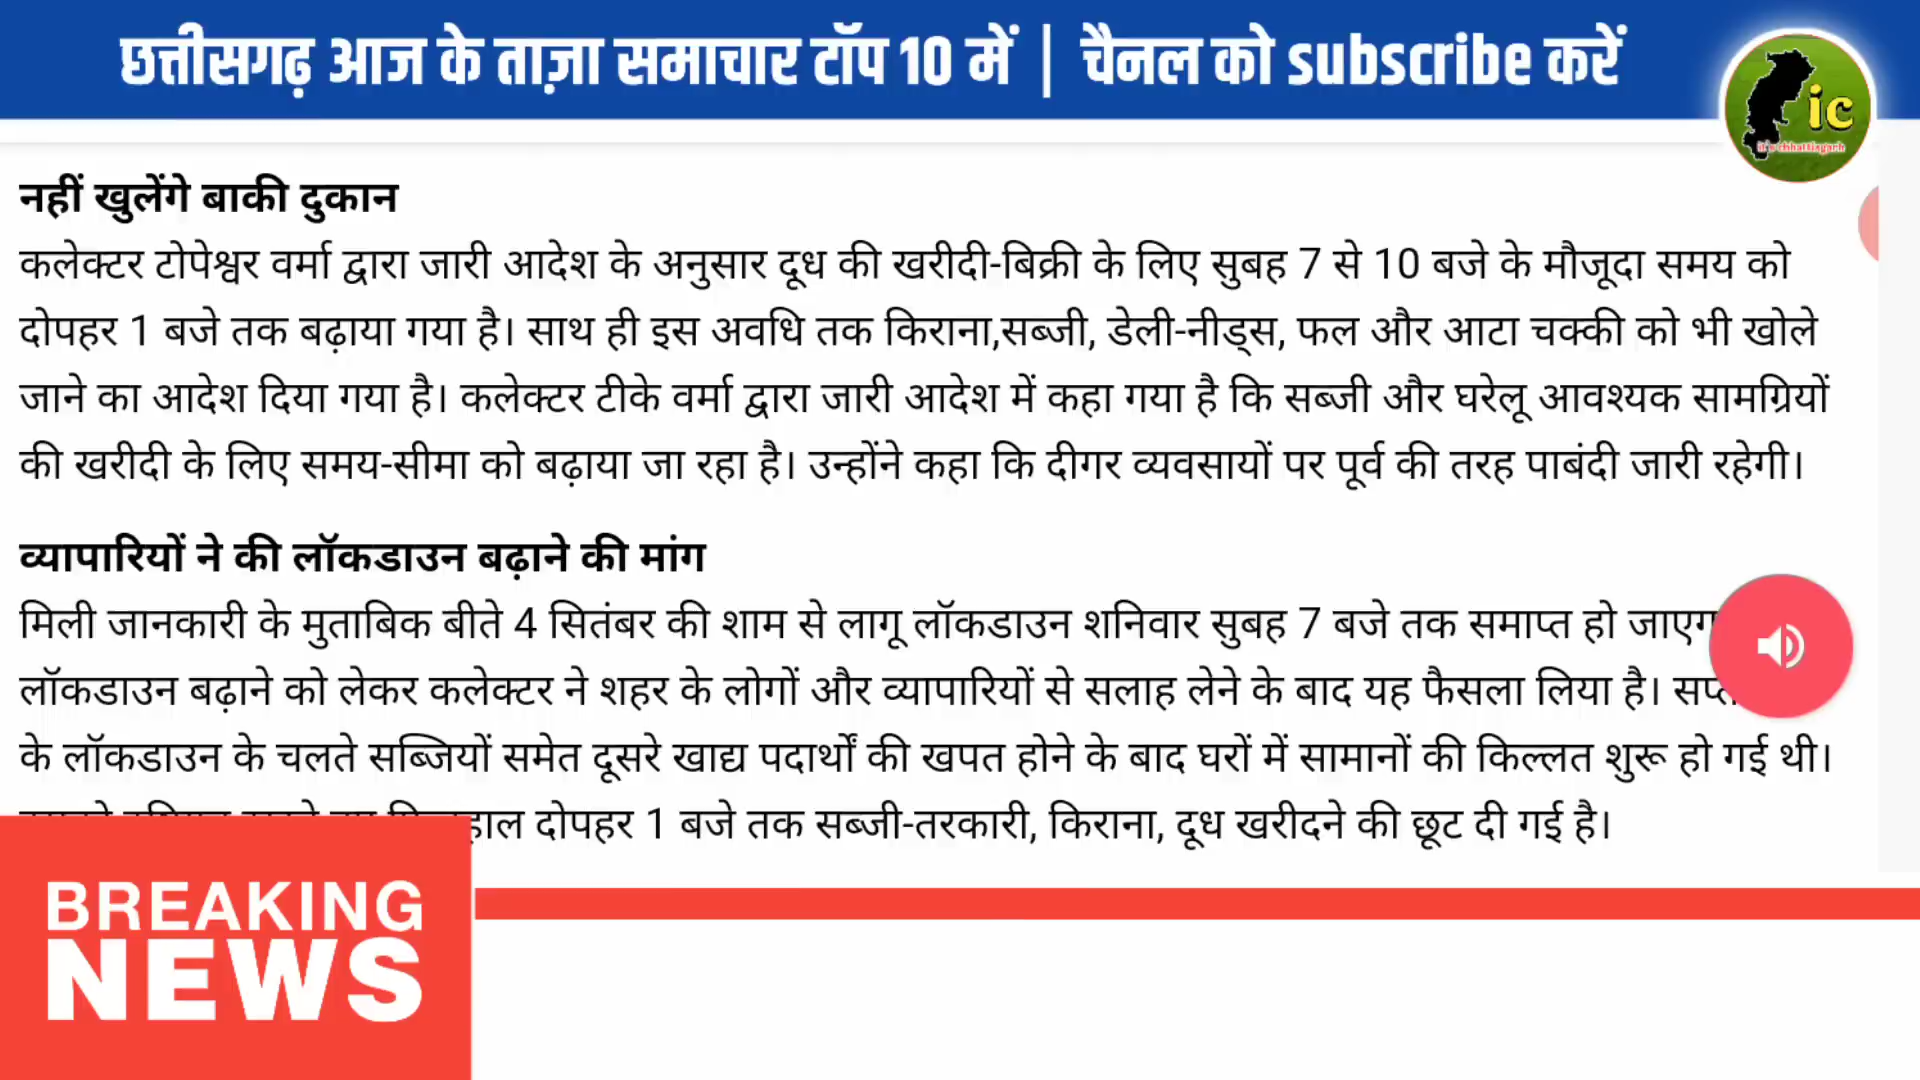 छत्तीसगढ़ आज के ताज़ा समाचार टॉप 10 में | चैनल को subscribe करें
ic
it's chhattisgarh
नहीं खुलेंगे बाकी दुकान
कलेक्टर टोपेश्वर वर्मा द्वारा जारी आदेश के अनुसार दूध की खरीदी-बिक्री के लिए सुबह 7 से 10 बजे के मौजूदा समय को
दोपहर 1 बजे तक बढ़ाया गया है। साथ ही इस अवधि तक किराना,सब्जी, डेली-नीड्स, फल और आटा चक्की को भी खोले
जाने का आदेश दिया गया है। कलेक्टर टीके वर्मा द्वारा जारी आदेश में कहा गया है कि सब्जी और घरेलू आवश्यक सामग्रियों
की खरीदी के लिए समय-सीमा को बढ़ाया जा रहा है। उन्होंने कहा कि दीगर व्यवसायों पर पूर्व की तरह पाबंदी जारी रहेगी।
व्यापारियों ने की लॉकडाउन बढ़ाने की मांग
मिली जानकारी के मुताबिक बीते 4 सितंबर की शाम से लागू लॉकडाउन शनिवार सुबह 7 बजे तक समाप्त हो
लॉकडाउन बढ़ाने को लेकर कलेक्टर ने शहर के लोगों और व्यापारियों से सलाह लेने के बाद यह फैसला लिया है।
के लॉकडाउन के चलते सब्जियों समेत दूसरे खाद्य पदार्थों की खपत होने के बाद घरों में सामानों की किल्लत शुरू हो गई थी।
दोपहर 1 बजे तक सब्जी-तरकारी, किराना, दूध खरीदने की छूट दी गई है।
BREAKING
NEWS